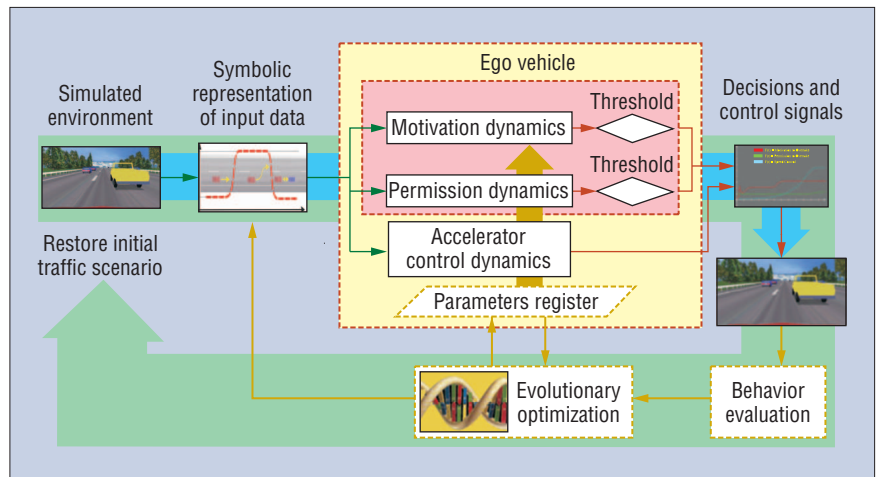 Simulated
environment
Symbolic
representation
of input data
Ego vehicle
Motivation dynamics
Threshold
Permission dynamics
Threshold
Accelerator
control dynamics
Parameters register
Decisions and
control signals
Restore initial
traffic scenario
Evolutionary
optimization
Behavior
evaluation